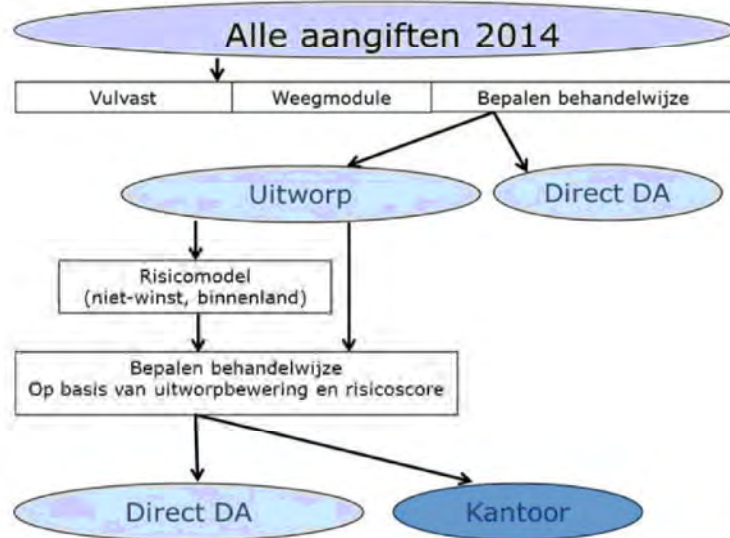 Alle aangiften 2014
Vulvast
Weegmodule
Bepalen behandelwijze
Uitworp
Direct DA
Risicomodel
(niet-winst, binnenland)
Bepalen behandelwijze
Op basis van uitworpbewering en risicoscore
Direct DA
Kantoor